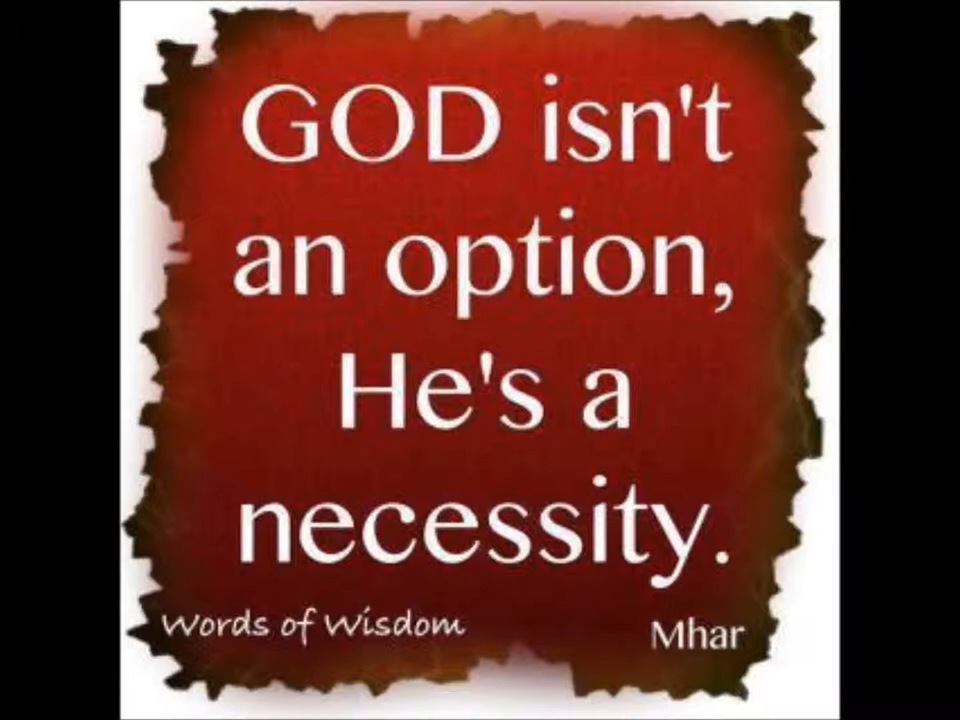 GOD isn't
an option,
He's a
necessity.
Words of Wisdom
Mhar